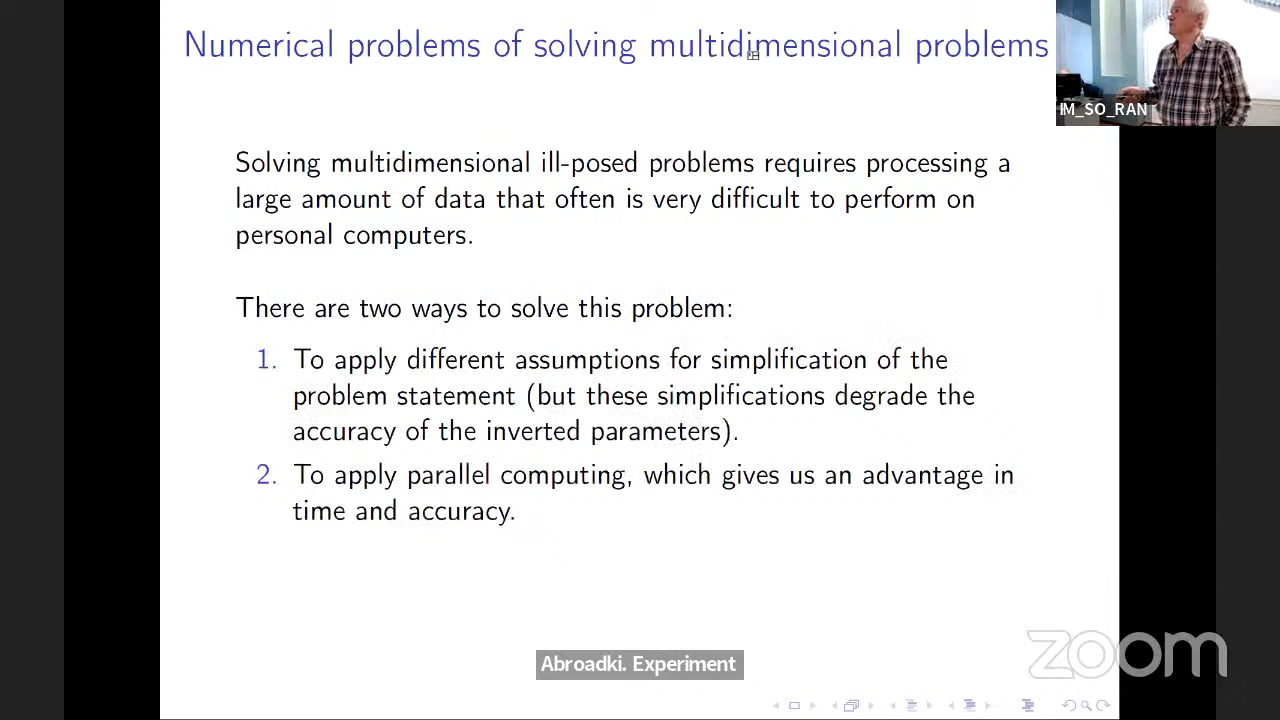 Numerical problems of solving multidimensional problems
IM_SO_RAN
Solving multidimensional ill-posed problems requires processing a
large amount of data that often is very difficult to perform on
personal computers.
There are two ways to solve this problem:
1. To apply different assumptions for simplification of the
problem statement (but these simplifications degrade the
accuracy of the inverted parameters).
2. To apply parallel computing, which gives us an advantage in
time and accuracy.
Abroadki. Experiment
zoom